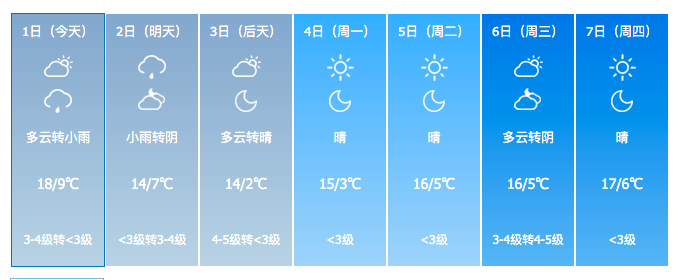 1日（今天） 2日（明天） 3日（后天） 4日（周一） 5日（周二） 6日（周三） 7日（周四）
多云转小雨 小雨转阴 多云转晴 晴 晴 多云转阴 晴
18/9℃ 14/7℃ 14/2℃ 15/3℃ 16/5℃ 16/5℃ 17/6℃
3-4级转<3级 <3级转3-4级 4-5级转<3级 <3级 <3级 3-4级转4-5级 <3级